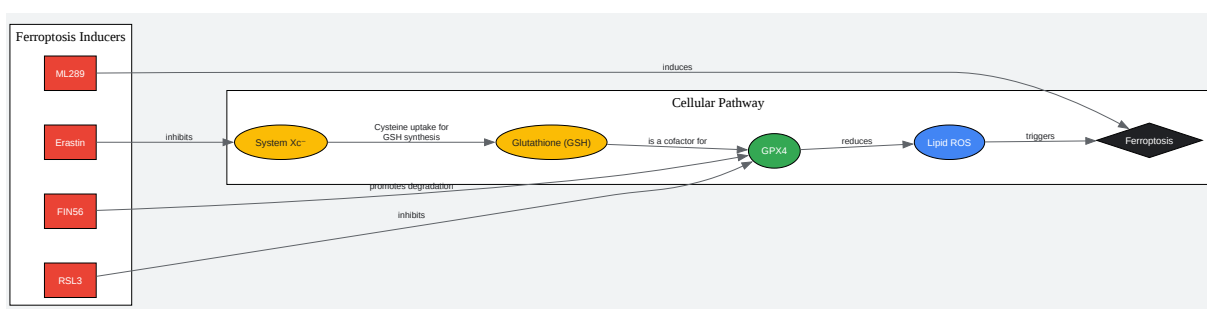 Ferroptosis Inducers
ML289
induces
Cellular Pathway
Erastin
inhibits
System Xc⁻
Cysteine uptake for
GSH synthesis
Glutathione (GSH)
is a cofactor for
GPX4
reduces
Lipid ROS
triggers
Ferroptosis
FIN56
promotes degradation
RSL3
inhibits